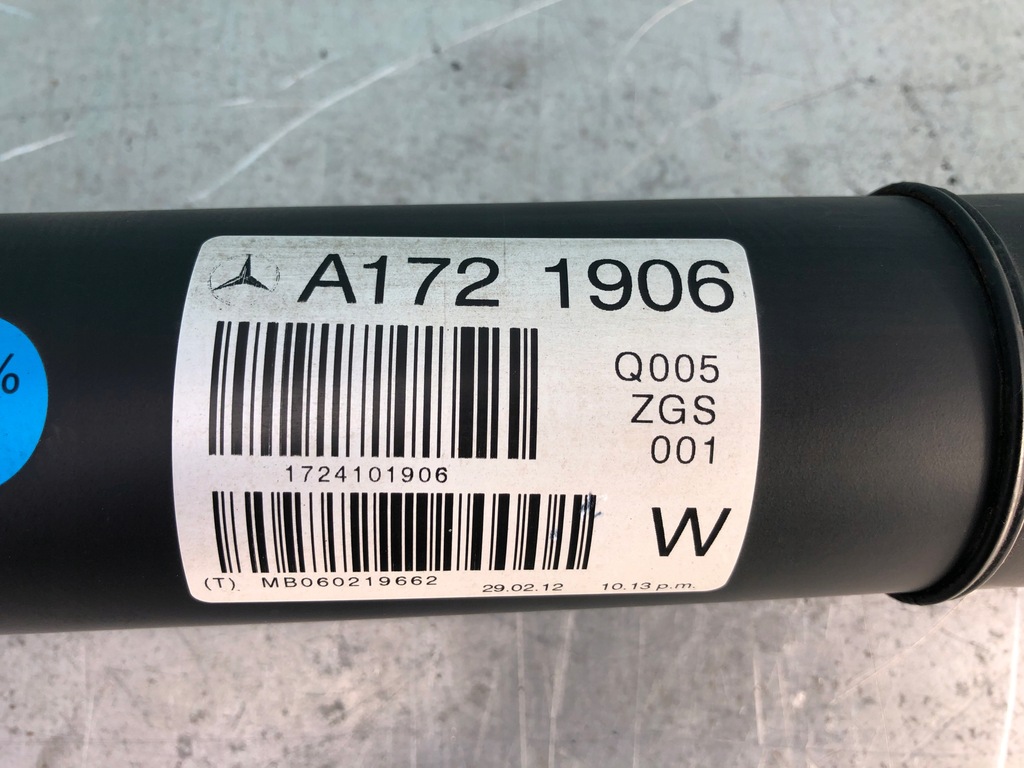 %
A172 1906
Q005
ZGS
001
1724101906
W
(T). MB060219662 29.02.12 10.13 p.m.